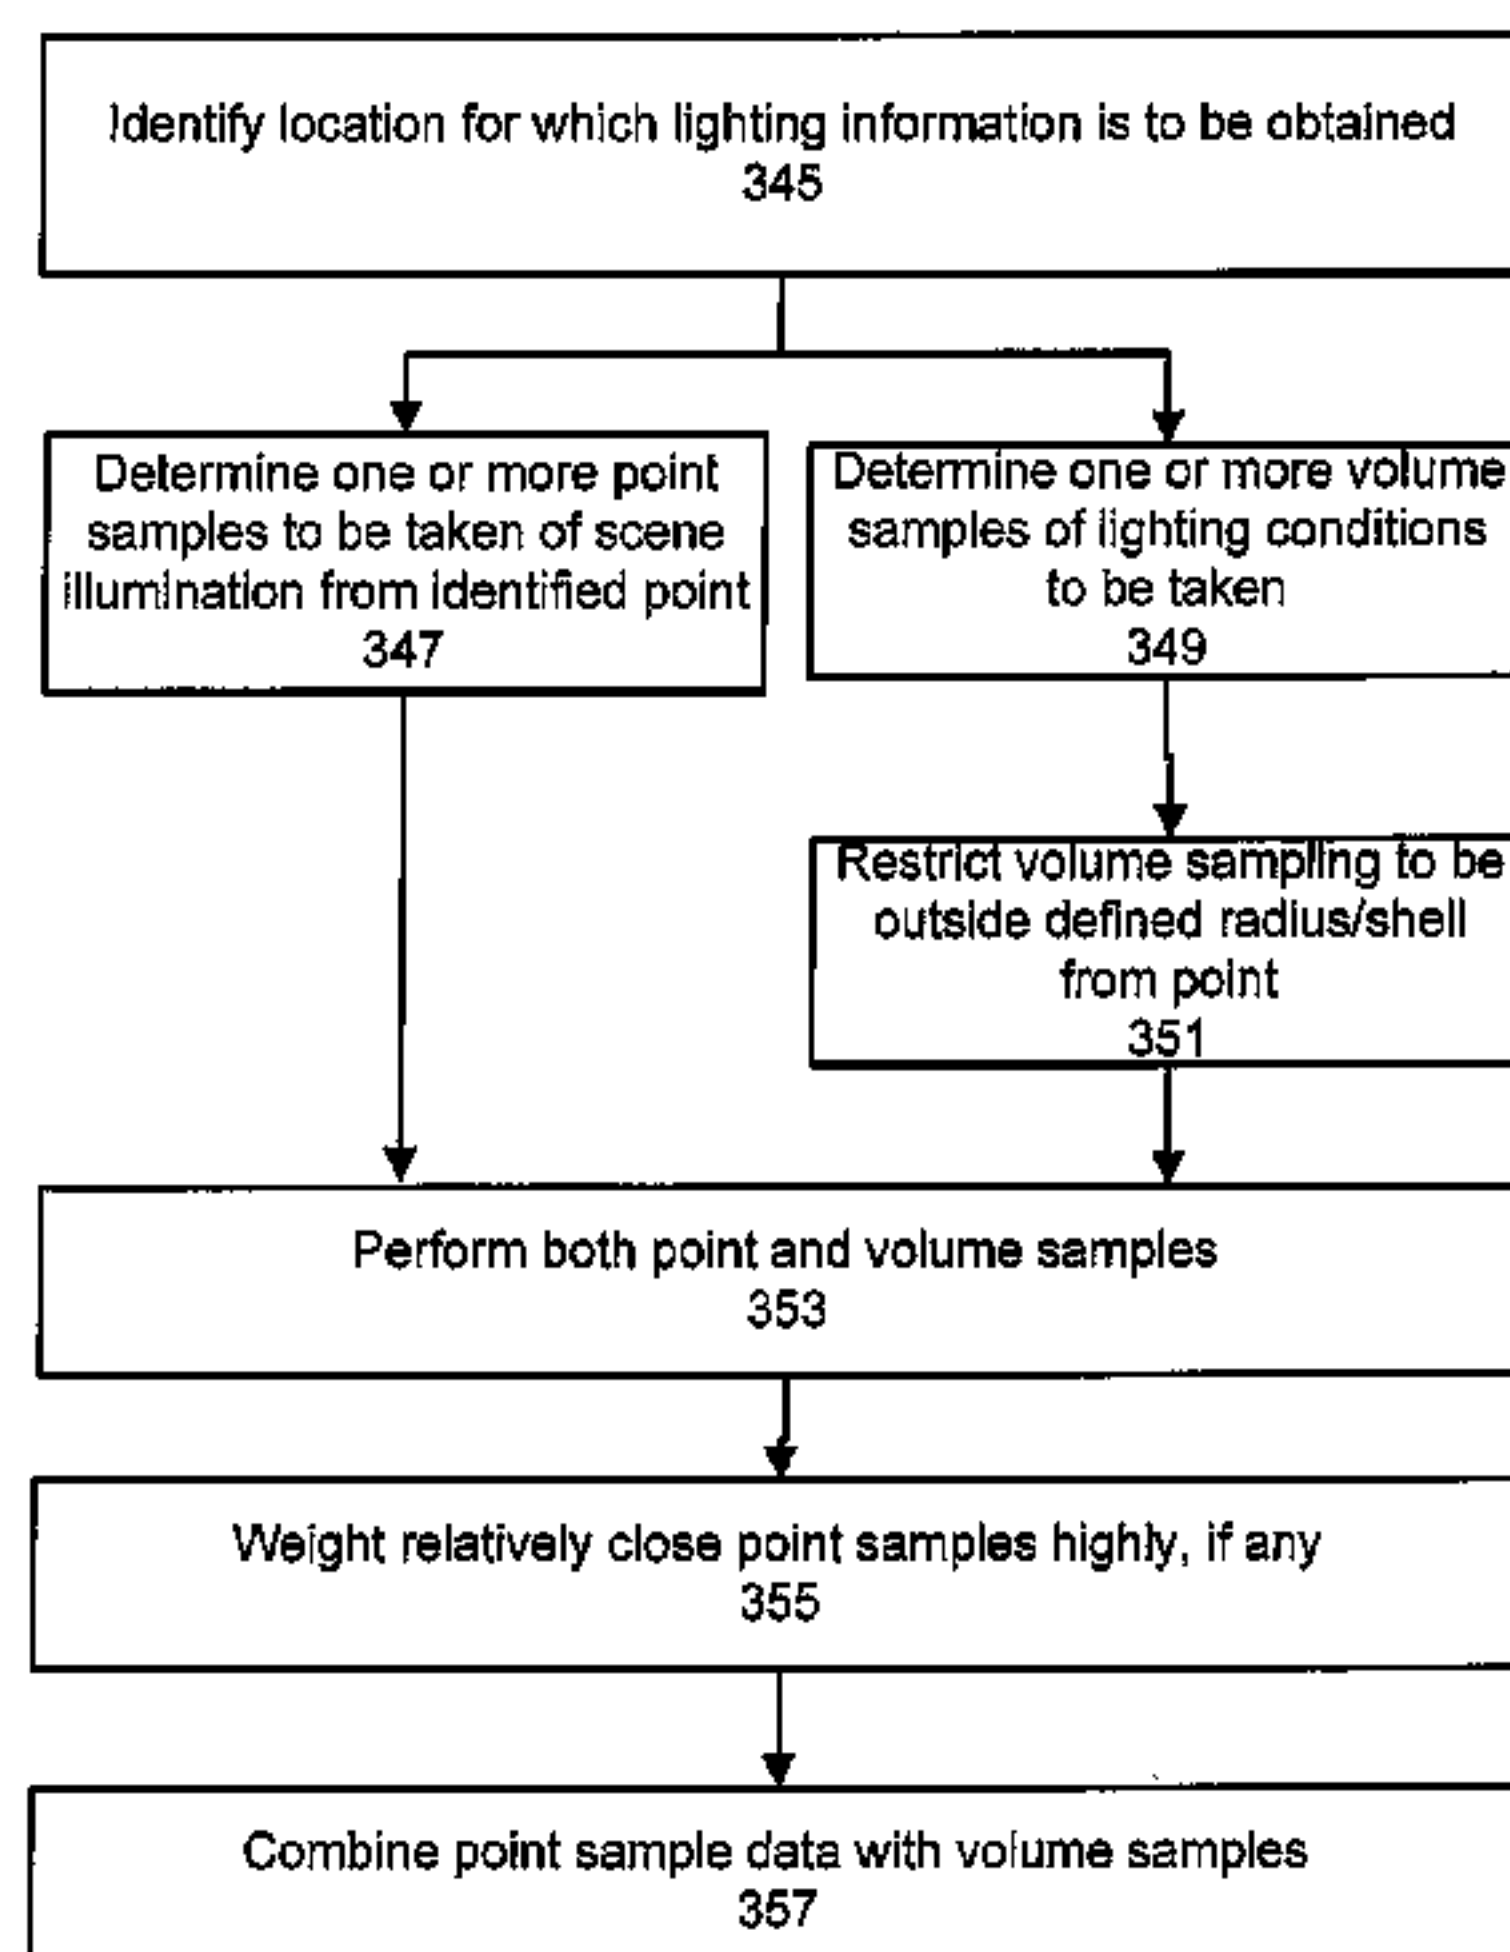 Identify location for which lighting information is to be obtained
345
Determine one or more point
samples to be taken of scene
illumination from identified point
347
Determine one or more volume
samples of lighting conditions
to be taken
349
Restrict volume sampling to be
outside defined radius/shell
from point
351
Perform both point and volume samples
353
Weight relatively close point samples highly, if any
355
Combine point sample data with volume samples
357